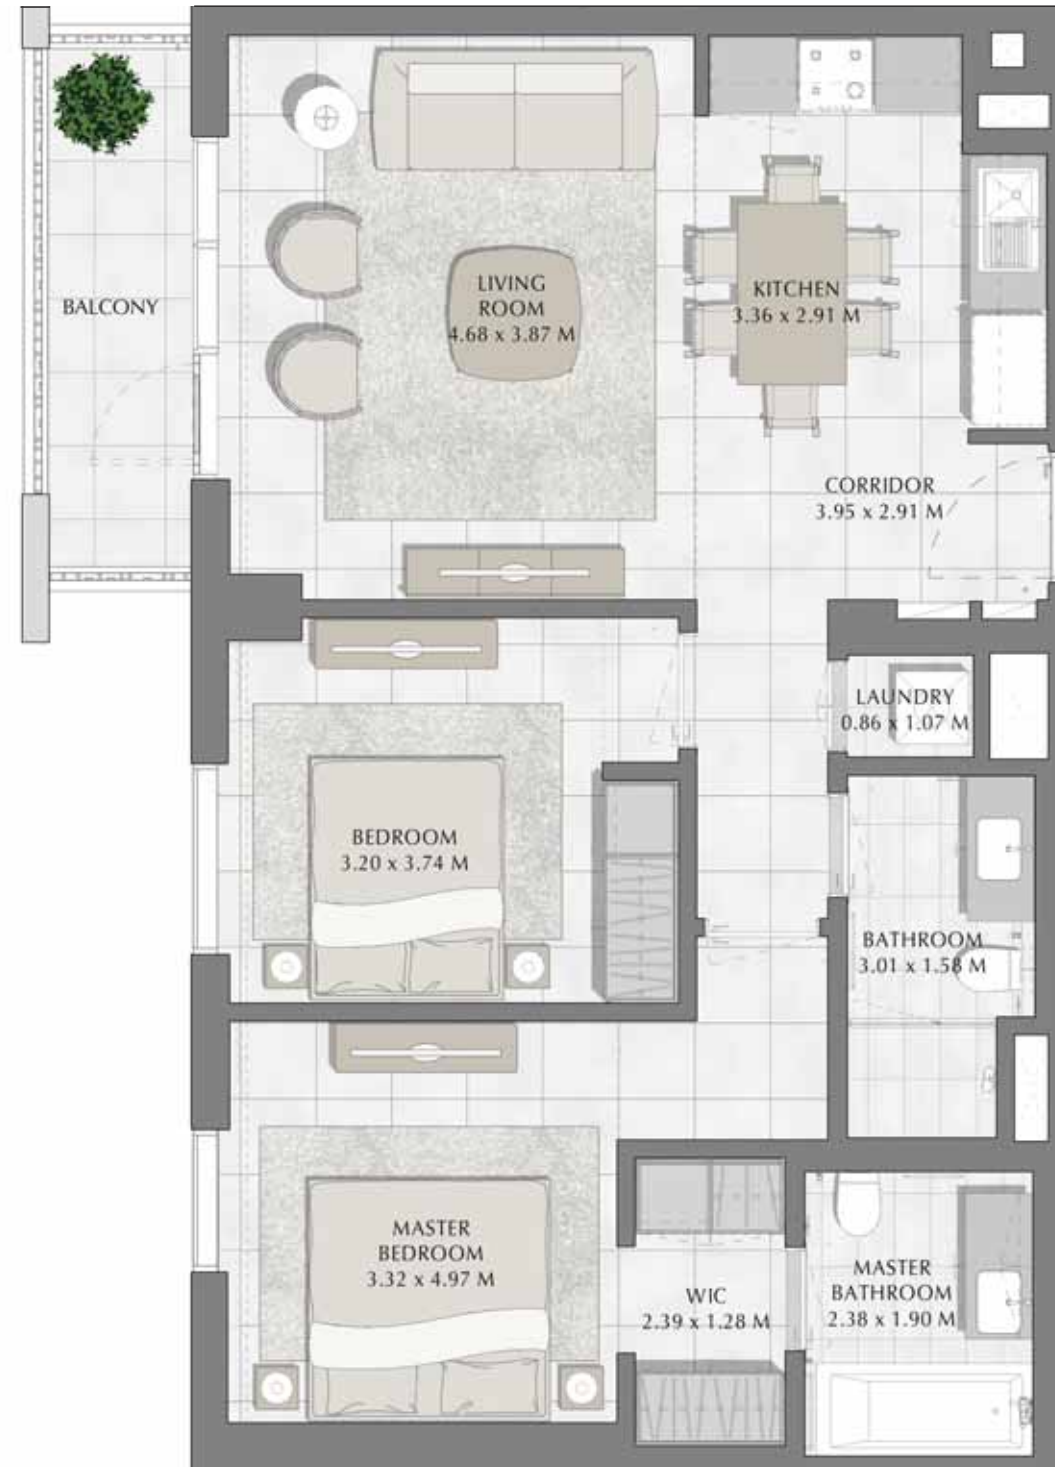 LIVING
ROOM
4.68 x 3.87 M
KITCHEN
3.36 x 2.91 M
BALCONY
CORRIDOR
3.95 x 2.91 M
LAUNDRY
0.86 x 1.07 M
BEDROOM
3.20 x 3.74 M
BATHROOM
3.01 x 1.58 M
MASTER
BEDROOM
3.32 x 4.97 M
WIC
2.39 x 1.28 M
MASTER
BATHROOM
2.38 x 1.90 M